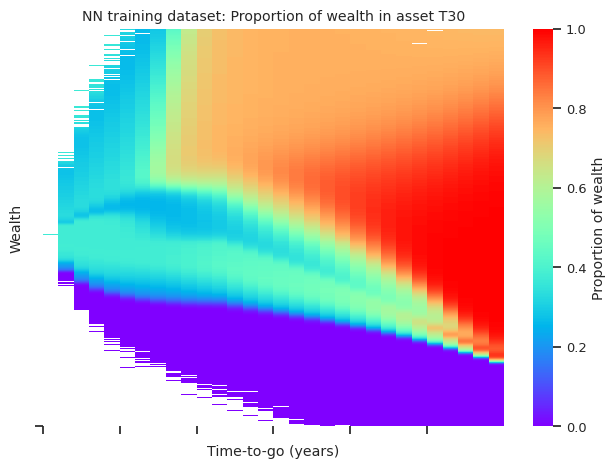 NN training dataset: Proportion of wealth in asset T30
Wealth
Time-to-go (years)
1.0
0.8
0.6
0.4
0.2
0.0
Proportion of wealth